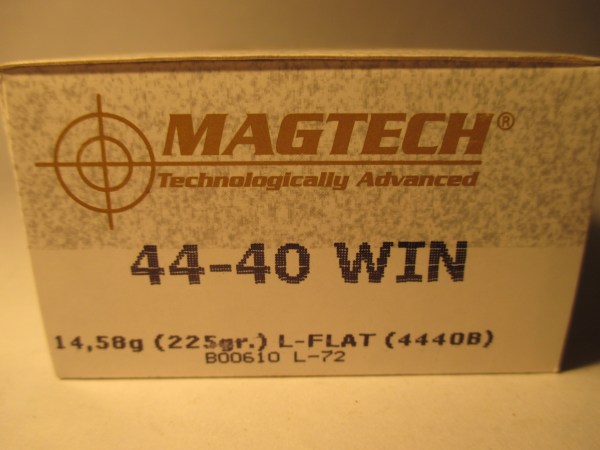 MAGTECH®
Technologically Advanced
44-40 WIN
14,58g (225gr.) L-FLAT (4440B)
B00610 L-72